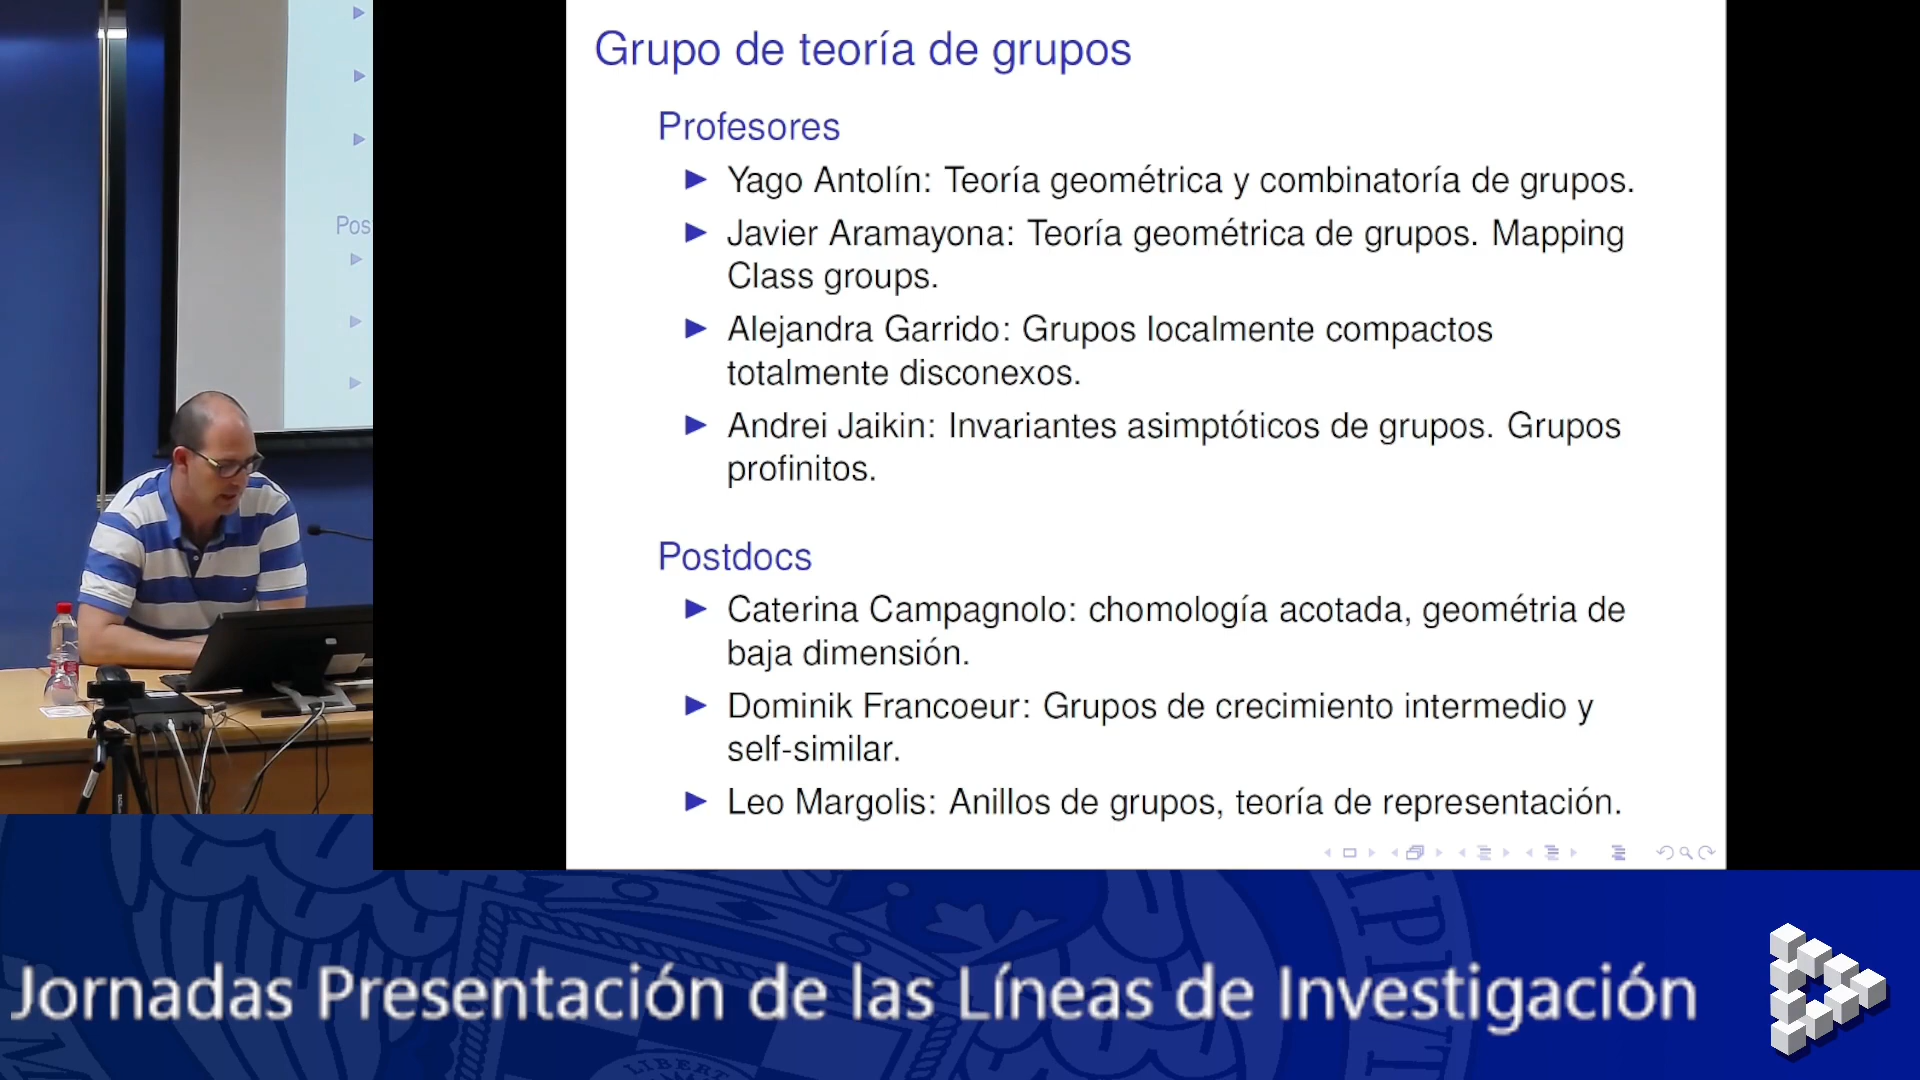 Grupo de teoría de grupos
Profesores
Yago Antolín: Teoría geométrica y combinatoría de grupos.
Javier Aramayona: Teoría geométrica de grupos. Mapping
Class groups.
Alejandra Garrido: Grupos localmente compactos
totalmente disconexos.
Andrei Jaikin: Invariantes asimptóticos de grupos. Grupos
profinitos.
Pos
Postdocs
Caterina Campagnolo: chomología acotada, geométria de
baja dimensión.
Dominik Francoeur: Grupos de crecimiento intermedio y
self-similar.
Leo Margolis: Anillos de grupos, teoría de representación.
Jornadas Presentación de las Líneas de Investigación
LIBERT